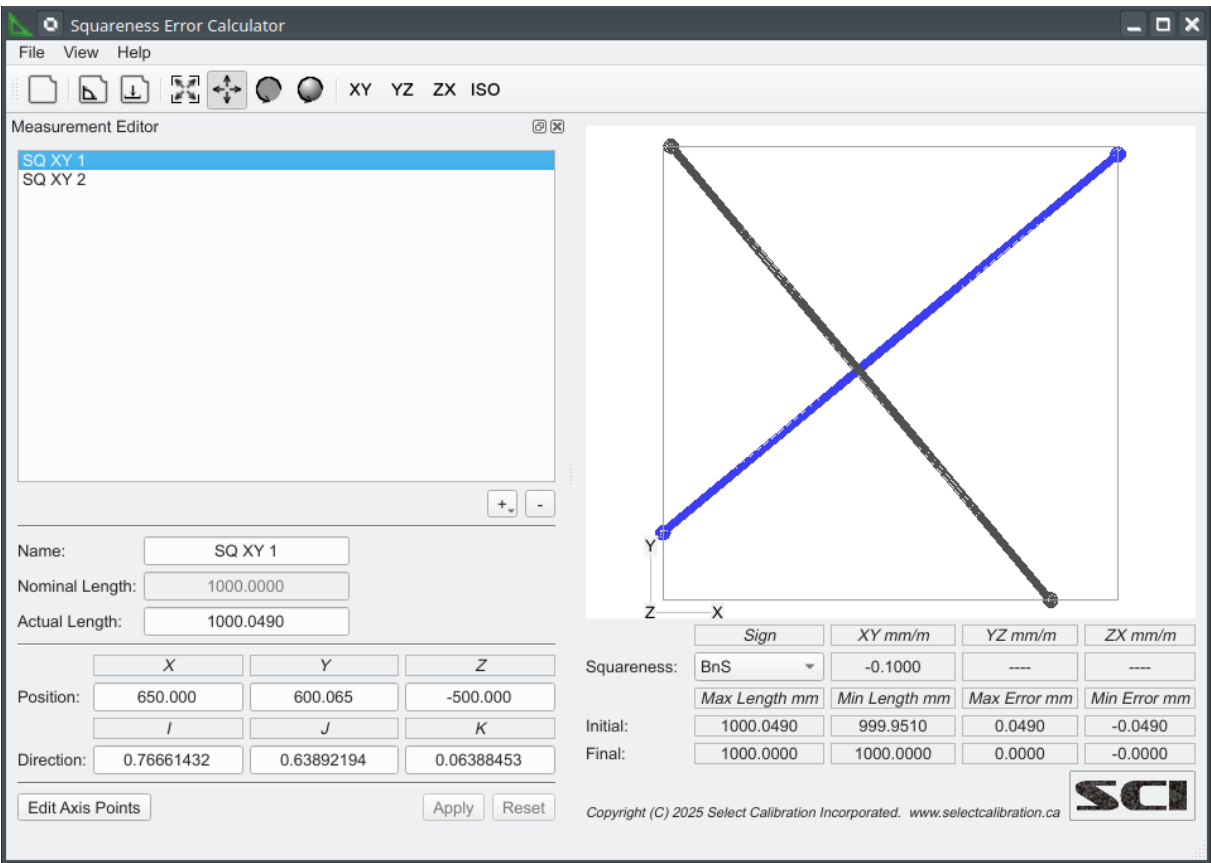 Squareness Error Calculator
File View Help
XY YZ ZX ISO
Measurement Editor
SQ XY 1
SQ XY 2
+ -
Name: SQ XY 1
Nominal Length: 1000.0000
Actual Length: 1000.0490
X Y Z
Position: 650.000 600.065 -500.000
I J K
Direction: 0.76661432 0.63892194 0.06388453
Edit Axis Points Apply Reset
Y
Z X
Sign XY mm/m YZ mm/m ZX mm/m
Squareness: BnS -0.1000 ---- ----
Max Length mm Min Length mm Max Error mm Min Error mm
Initial: 1000.0490 999.9510 0.0490 -0.0490
Final: 1000.0000 1000.0000 0.0000 -0.0000
Copyright (C) 2025 Select Calibration Incorporated. www.selectcalibration.ca
SCI